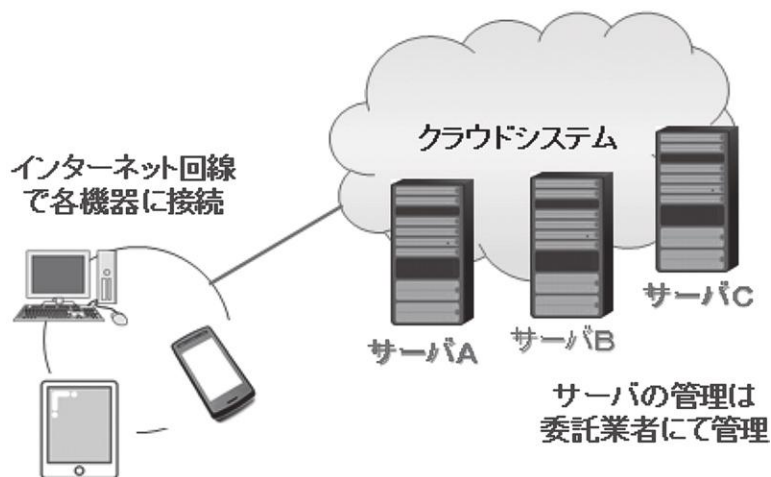 クラウドシステム
インターネット回線
で各機器に接続
サーバA
サーバB
サーバC
サーバの管理は
委託業者にて管理